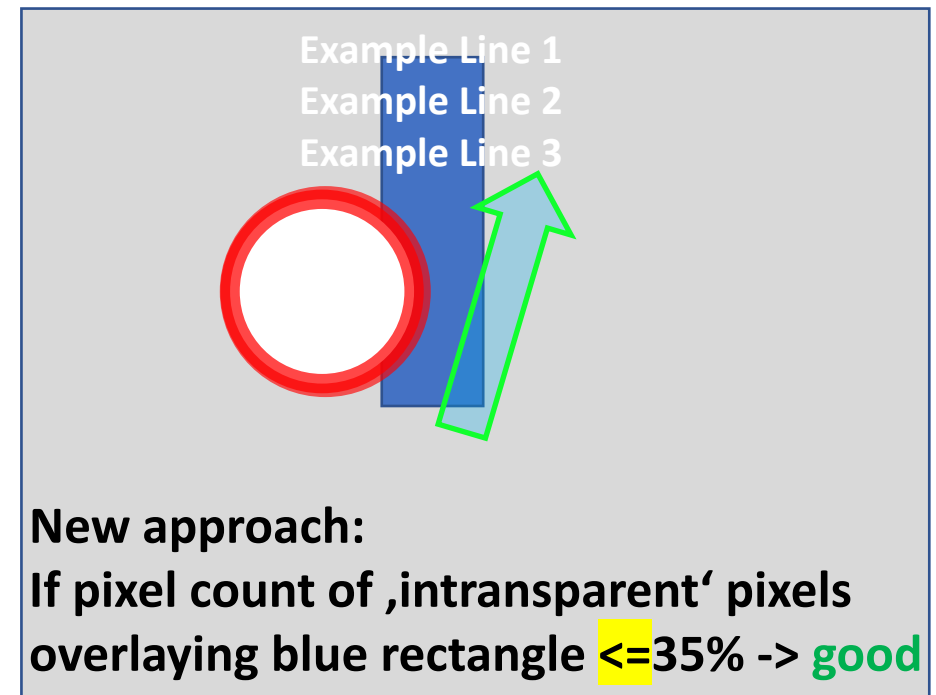 Example Line 1
Example Line 2
Example Line 3
New approach:
If pixel count of ‚intransparent‘ pixels
overlaying blue rectangle <=35% -> good